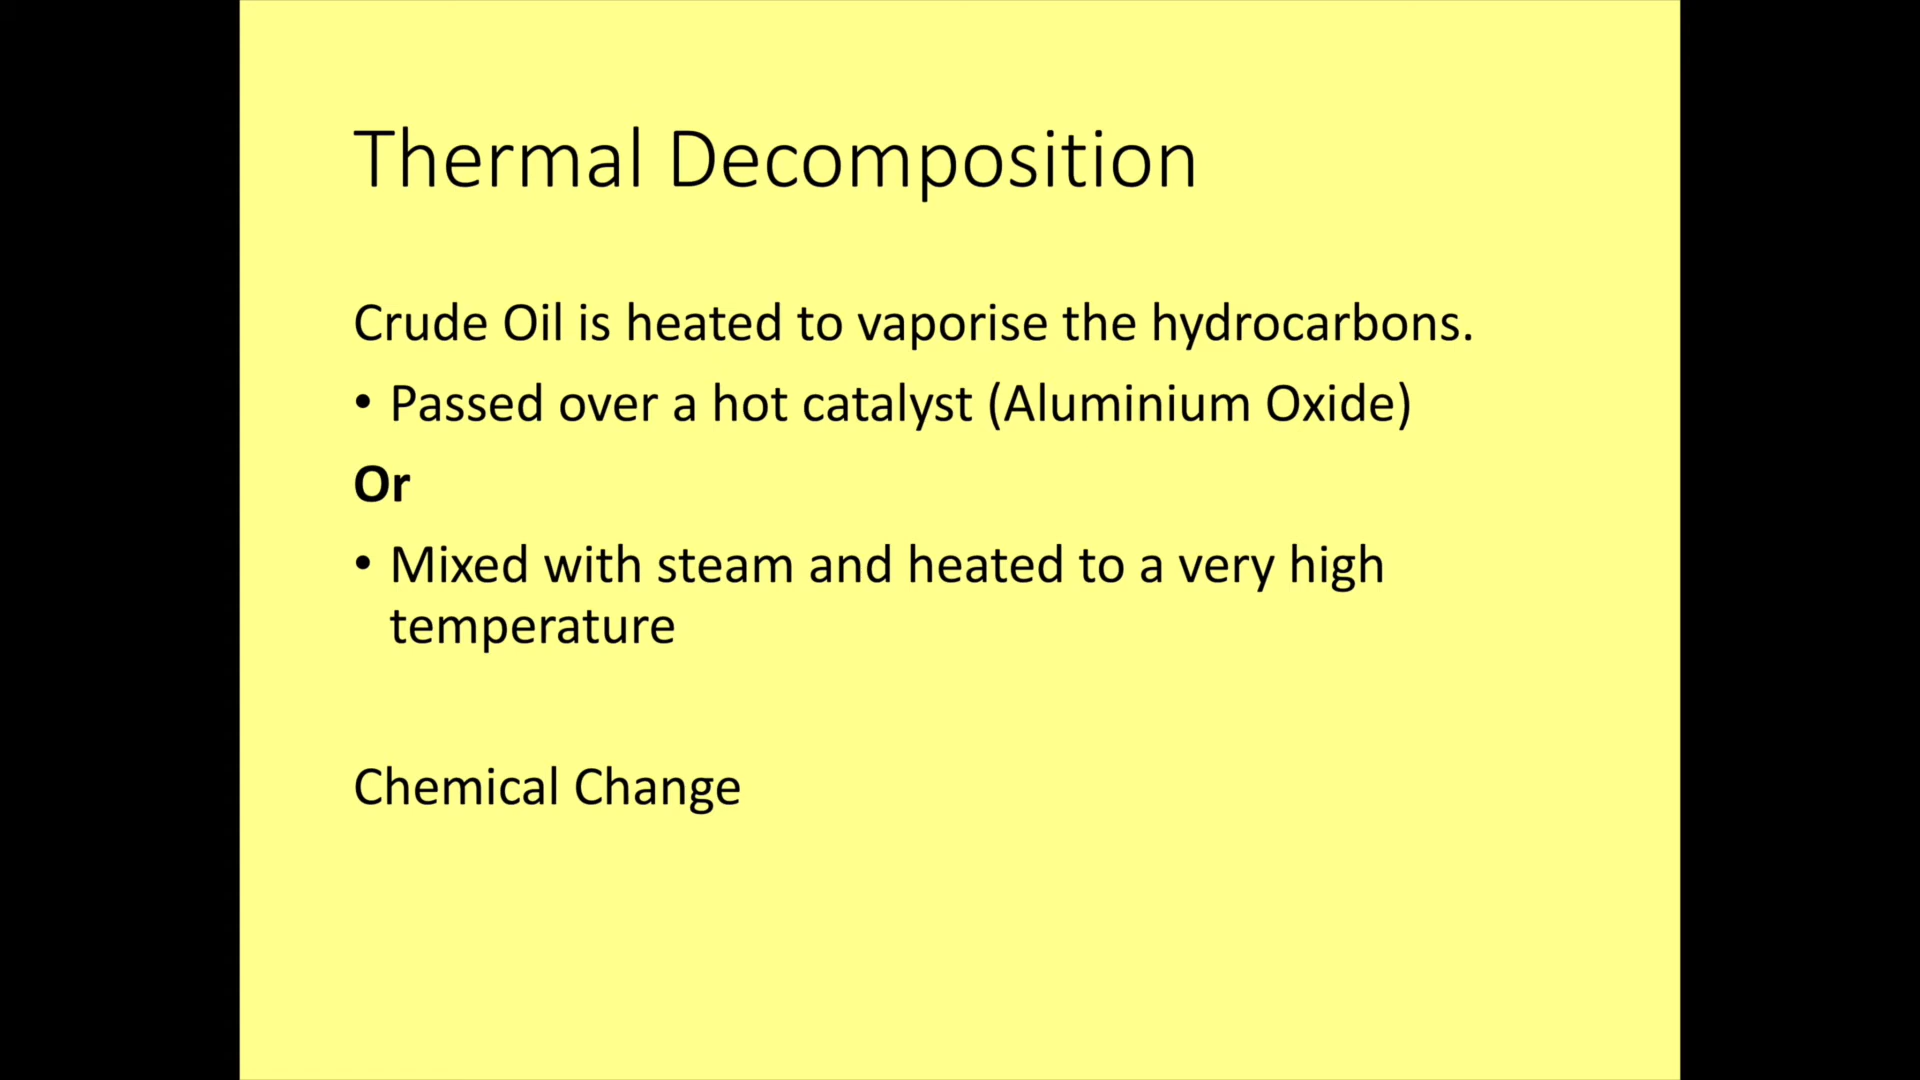 Thermal Decomposition
Crude Oil is heated to vaporise the hydrocarbons.
• Passed over a hot catalyst (Aluminium Oxide)
Or
• Mixed with steam and heated to a very high
temperature
Chemical Change